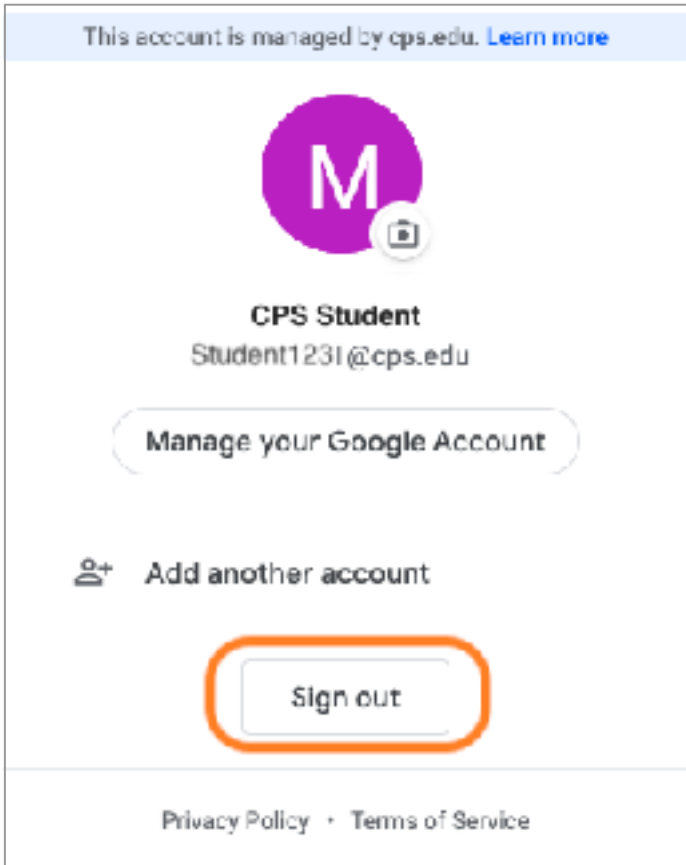 This account is managed by cps.edu. Learn more
M
CPS Student
Student1231@cps.edu
Manage your Google Account
Add another account
Sign out
Privacy Policy • Terms of Service